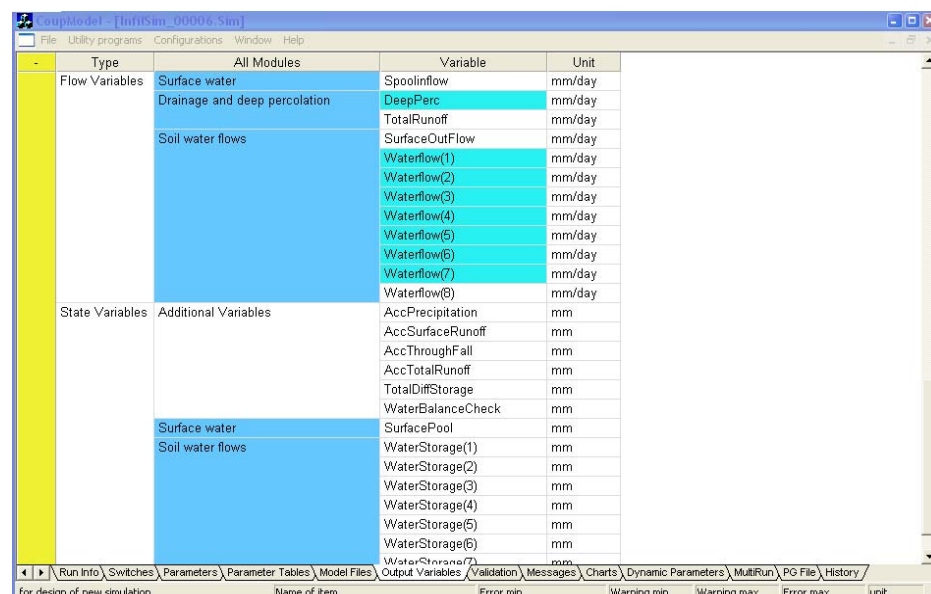 CoupModel - [InfilSim_00006.Sim]
File Utility programs Configurations Window Help
- Type All Modules Variable Unit
Flow Variables Surface water Spoolinflow mm/day
Drainage and deep percolation DeepPerc mm/day
TotalRunoff mm/day
Soil water flows SurfaceOutFlow mm/day
Waterflow(1) mm/day
Waterflow(2) mm/day
Waterflow(3) mm/day
Waterflow(4) mm/day
Waterflow(5) mm/day
Waterflow(6) mm/day
Waterflow(7) mm/day
Waterflow(8) mm/day
State Variables Additional Variables AccPrecipitation mm
AccSurfaceRunoff mm
AccThroughFall mm
AccTotalRunoff mm
TotalDiffStorage mm
WaterBalanceCheck mm
Surface water SurfacePool mm
Soil water flows WaterStorage(1) mm
WaterStorage(2) mm
WaterStorage(3) mm
WaterStorage(4) mm
WaterStorage(5) mm
WaterStorage(6) mm
WaterStorage(7) mm
Run Info Switches Parameters Parameter Tables Model Files Output Variables Validation Messages Charts Dynamic Parameters MultiRun PG File History
for design of new simulation Name of item Error min Warning min Warning max Error max unit